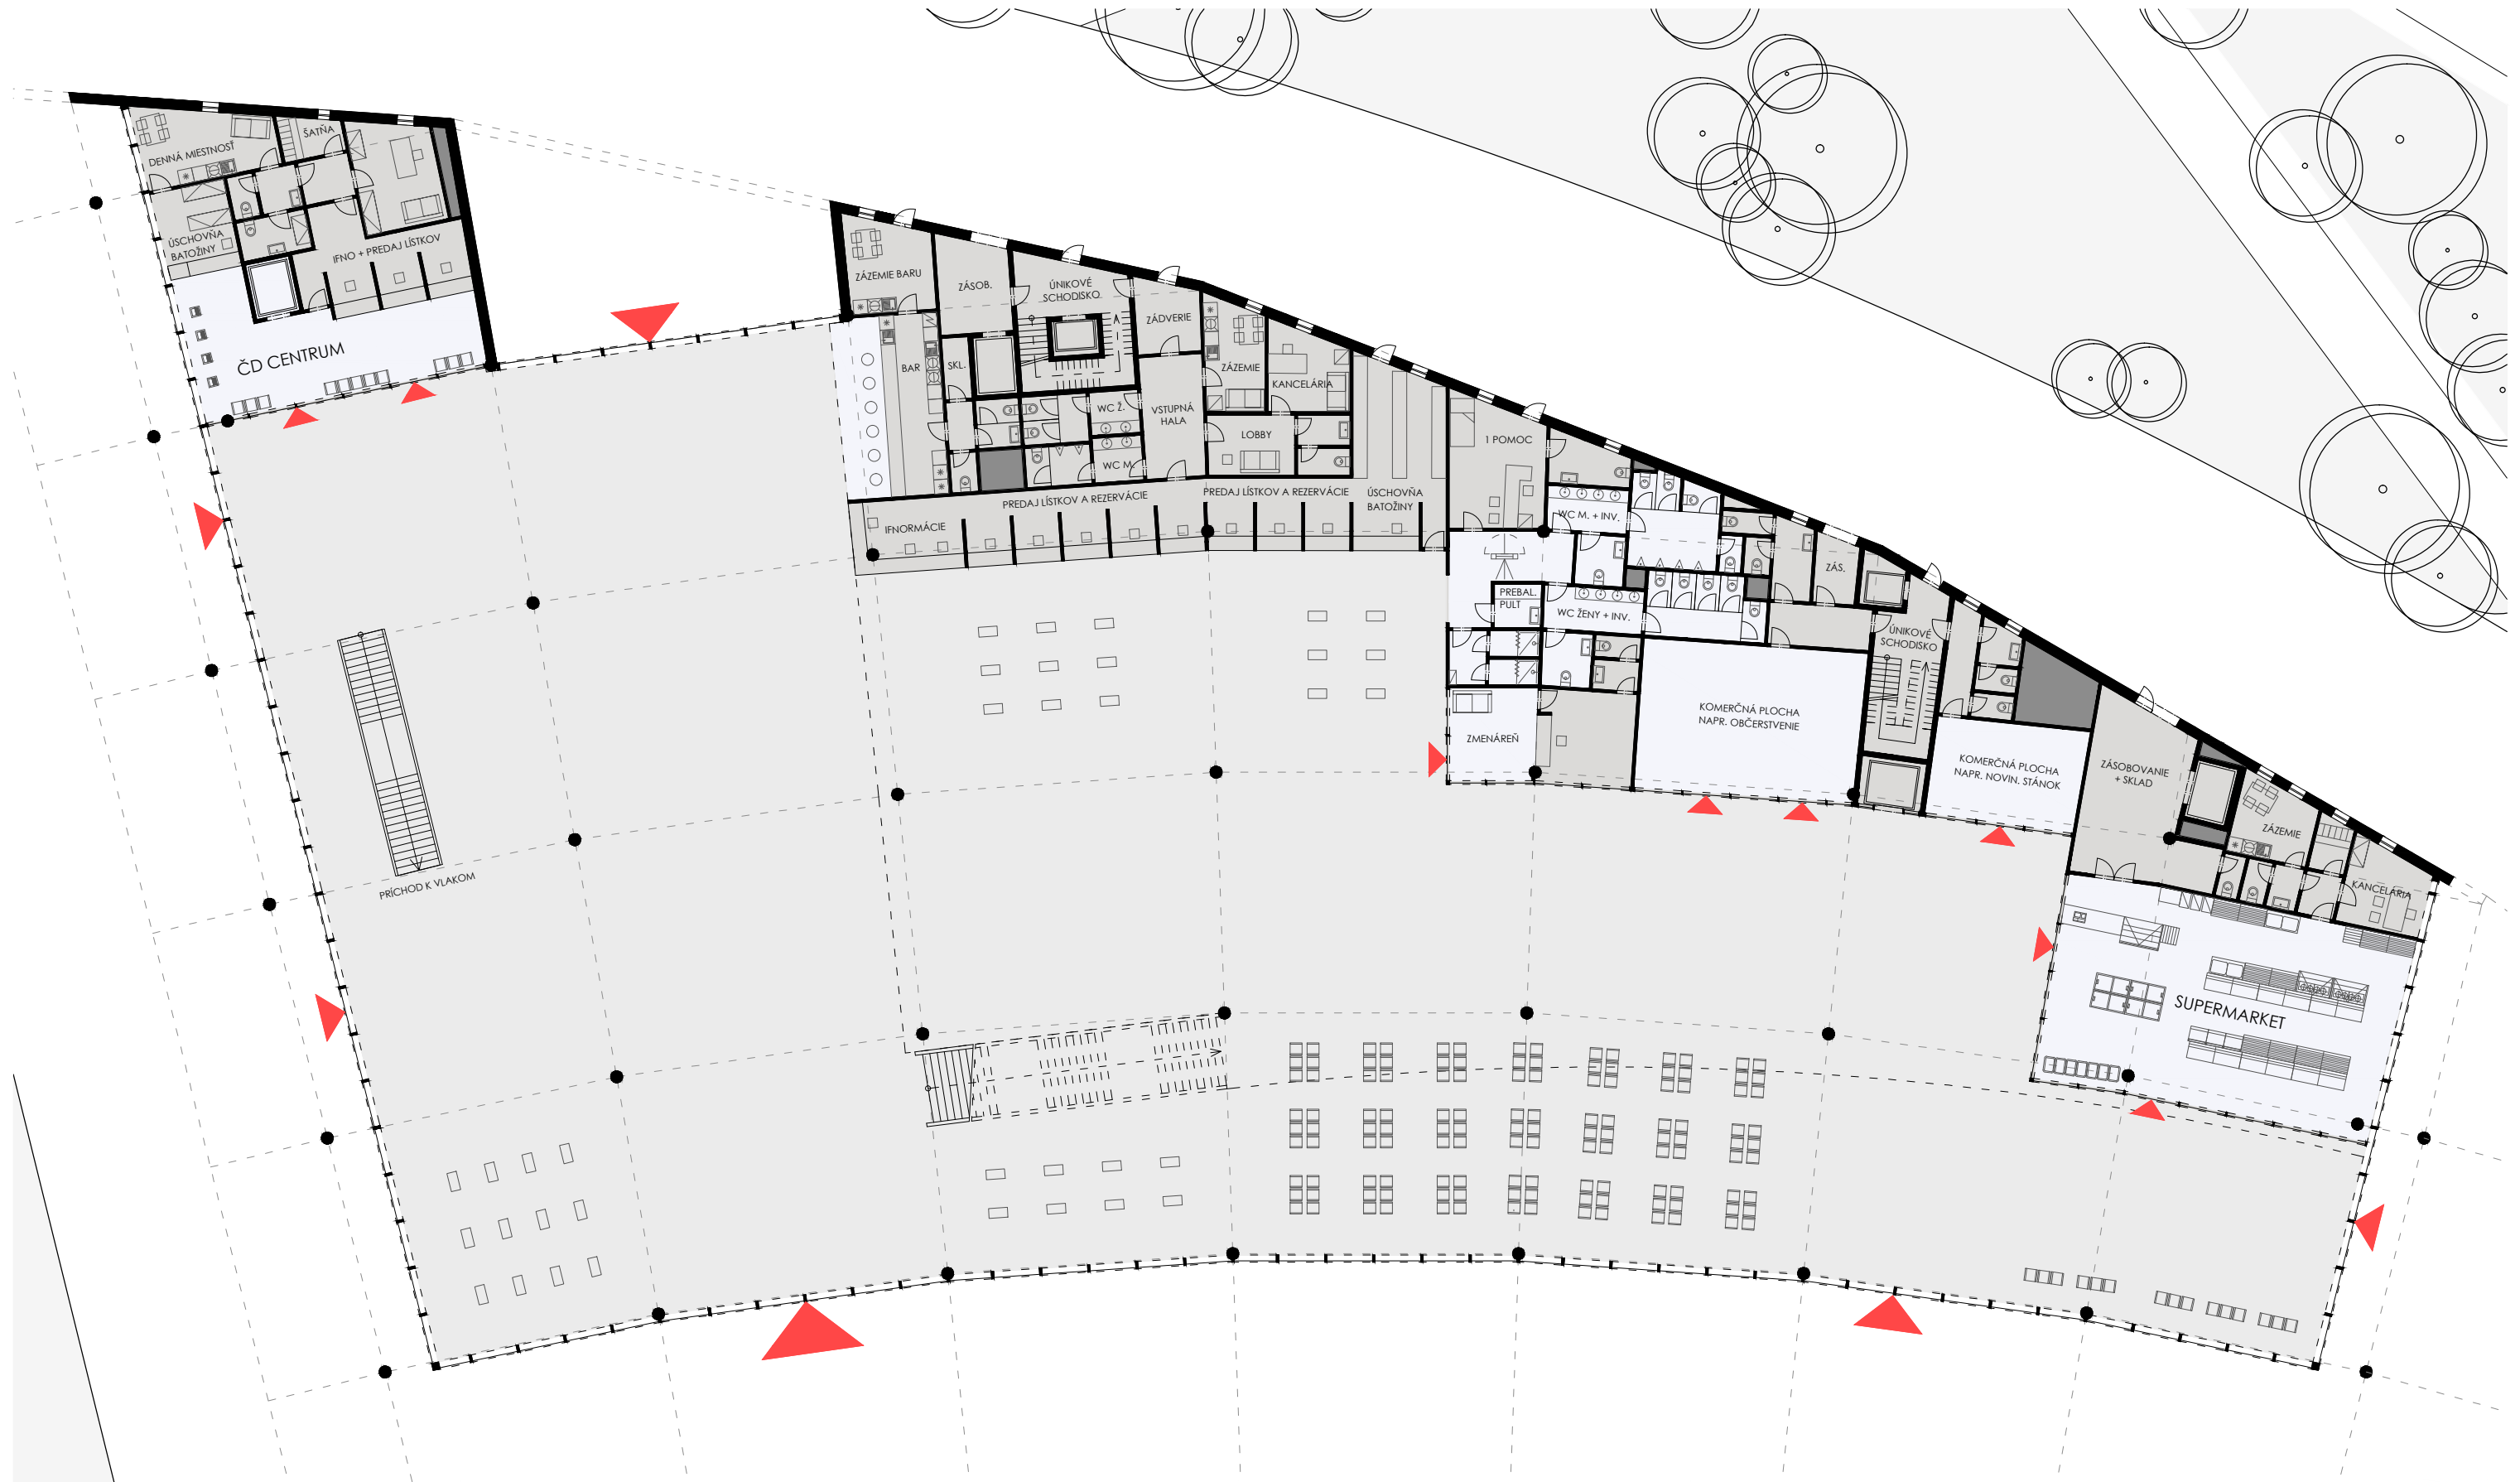 DENNÁ MIESTNOSŤ
ŠATŇA
ÚSCHOVŇA
BATOŽINY
IFNO + PREDAJ LÍSTKOV
ČD CENTRUM
ZÁZEMIE BARU
ZÁSOB.
ÚNIKOVÉ
SCHODISKO
ZÁDVERIE
BAR
SKL.
WC Ž.
WC M.
VSTUPNÁ
HALA
ZÁZEMIE
KANCELÁRIA
LOBBY
IFNORMÁCIE
PREDAJ LÍSTKOV A REZERVÁCIE
PREDAJ LÍSTKOV A REZERVÁCIE
ÚSCHOVŇA
BATOŽINY
1 POMOC
WC M. + INV.
PREBAL.
PULT
WC ŽENY + INV.
ZÁS.
ÚNIKOVÉ
SCHODISKO
ZMENÁREŇ
KOMERČNÁ PLOCHA
NAPR. OBČERSTVENIE
KOMERČNÁ PLOCHA
NAPR. NOVIN. STÁNOK
ZÁSOBOVANIE
+ SKLAD
ZÁZEMIE
KANCELÁRIA
SUPERMARKET
PRÍCHOD K VLAKOM